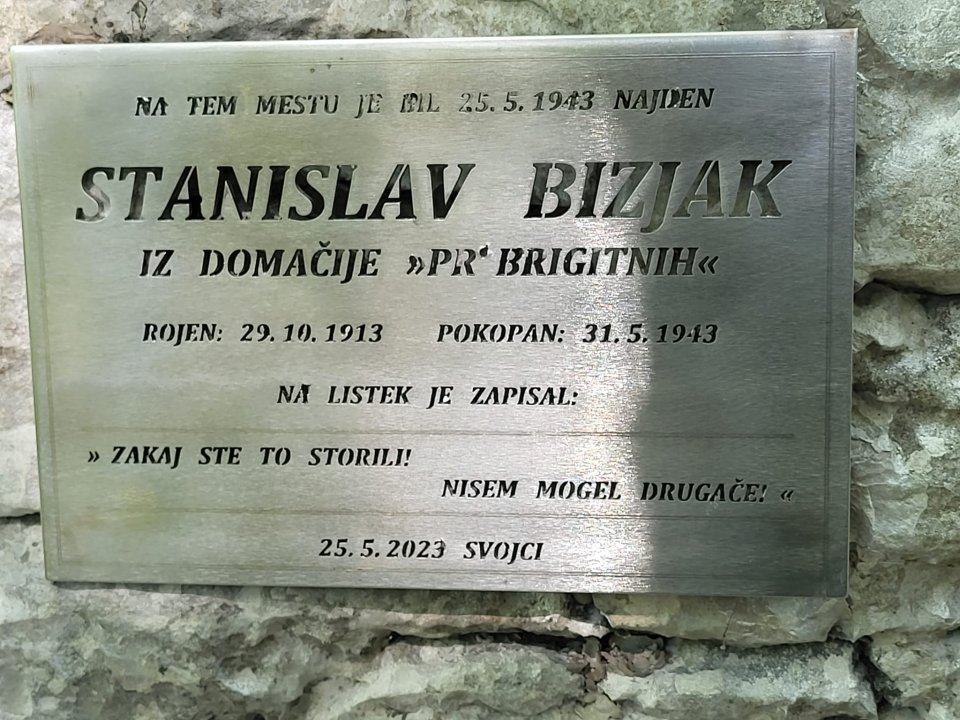 NA TEM MESTU JE BIL 25.5.1943 NAJDEN
STANISLAV BIZJAK
IZ DOMAČIJE »PR' BRIGITNIH«
ROJEN: 29.10.1913 POKOPAN: 31.5.1943
NA LISTEK JE ZAPISAL:
» ZAKAJ STE TO STORILI!
NISEM MOGEL DRUGAČE! «
25.5.2023 SVOJCI